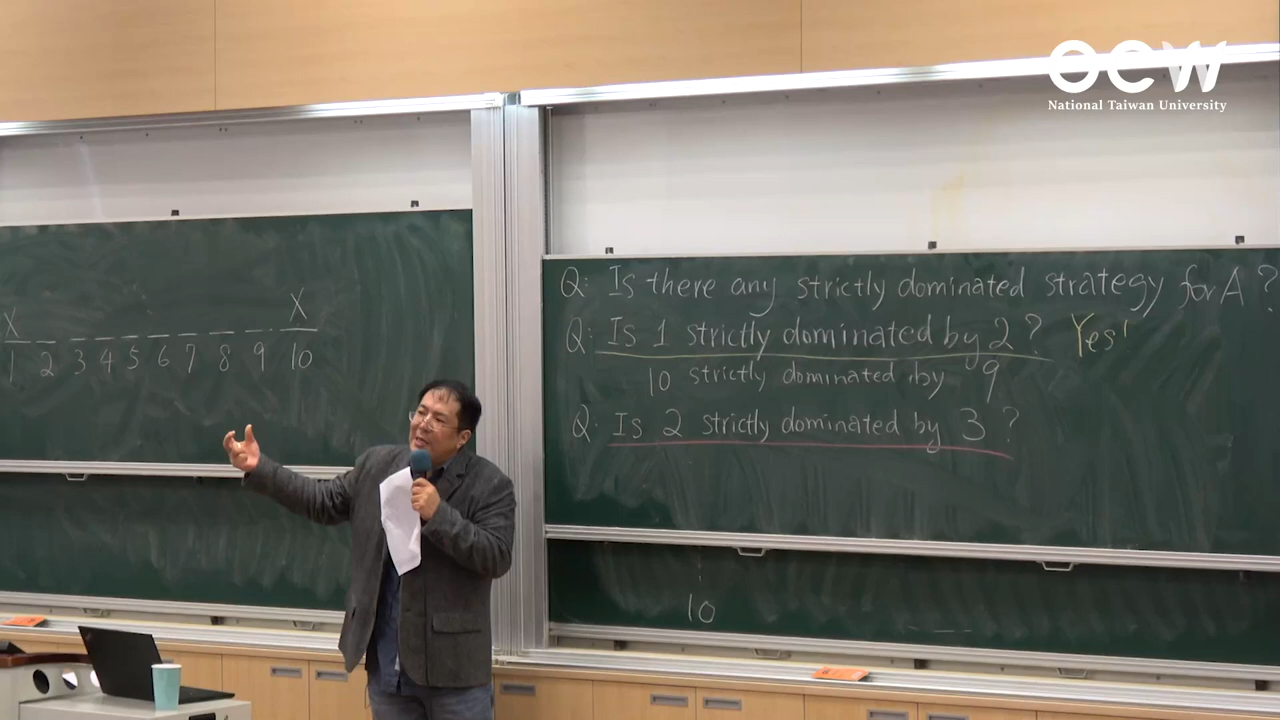 OCW
National Taiwan University
X X
1 2 3 4 5 6 7 8 9 10
Q: Is there any strictly dominated strategy for A?
Q: Is 1 strictly dominated by 2? Yes!
10 strictly dominated by 9
Q: Is 2 strictly dominated by 3?
10